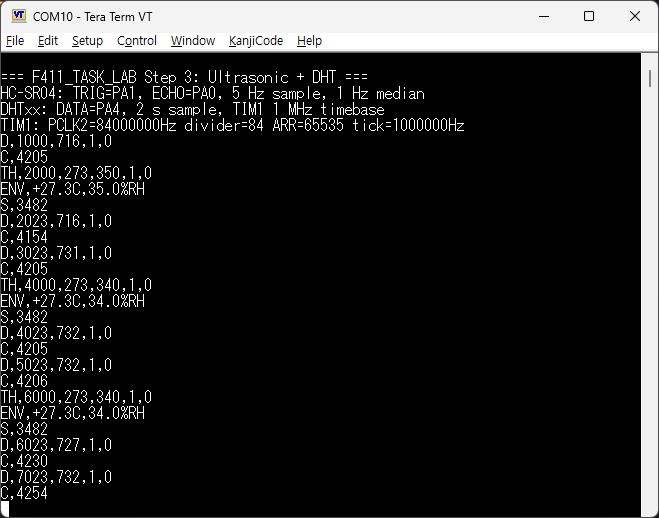 COM10 - Tera Term VT
File Edit Setup Control Window KanjiCode Help
=== F411_TASK_LAB Step 3: Ultrasonic + DHT ===
HC-SR04: TRIG=PA1, ECHO=PA0, 5 Hz sample, 1 Hz median
DHTxx: DATA=PA4, 2 s sample, TIM1 1 MHz timebase
TIM1: PCLK2=84000000Hz divider=84 ARR=65535 tick=1000000Hz
D,1000,716,1,0
C,4205
TH,2000,273,350,1,0
ENV,+27.3C,35.0%RH
S,3482
D,2023,716,1,0
C,4154
D,3023,731,1,0
C,4205
TH,4000,273,340,1,0
ENV,+27.3C,34.0%RH
S,3482
D,4023,732,1,0
C,4205
D,5023,732,1,0
C,4206
TH,6000,273,340,1,0
ENV,+27.3C,34.0%RH
S,3482
D,6023,727,1,0
C,4230
D,7023,732,1,0
C,4254